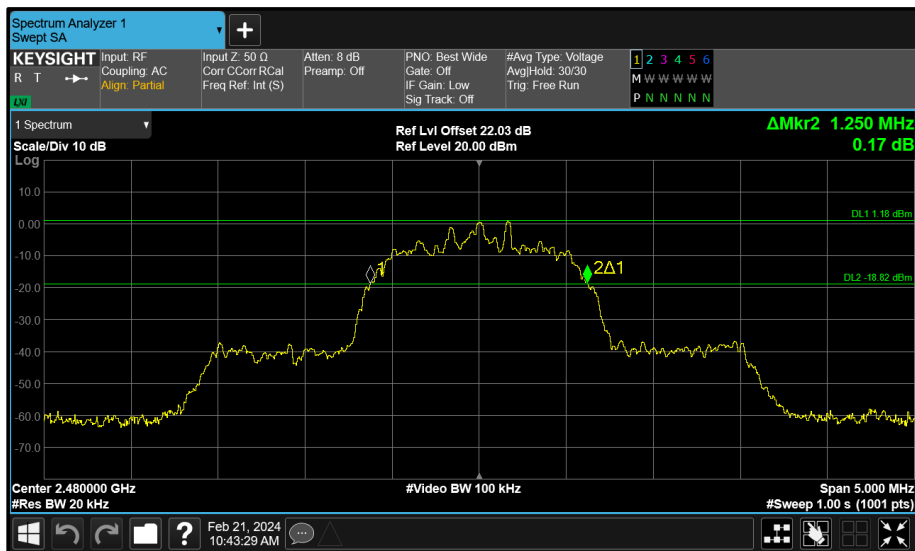 Spectrum Analyzer 1
Swept SA
+
KEYSIGHT
R T
LXI
Input: RF
Coupling: AC
Align: Partial
Input Z: 50 Ω
Corr CCorr RCal
Freq Ref: Int (S)
Atten: 8 dB
Preamp: Off
PNO: Best Wide
Gate: Off
IF Gain: Low
Sig Track: Off
#Avg Type: Voltage
Avg|Hold: 30/30
Trig: Free Run
1 2 3 4 5 6
M W W W W W
P N N N N N
1 Spectrum
Scale/Div 10 dB
Log
Ref Lvl Offset 22.03 dB
Ref Level 20.00 dBm
ΔMkr2 1.250 MHz
0.17 dB
10.0
0.00
-10.0
-20.0
-30.0
-40.0
-50.0
-60.0
-70.0
DL1 1.18 dBm
1
2Δ1
DL2 -18.82 dBm
Center 2.480000 GHz
#Res BW 20 kHz
#Video BW 100 kHz
Span 5.000 MHz
#Sweep 1.00 s (1001 pts)
?
Feb 21, 2024
10:43:29 AM